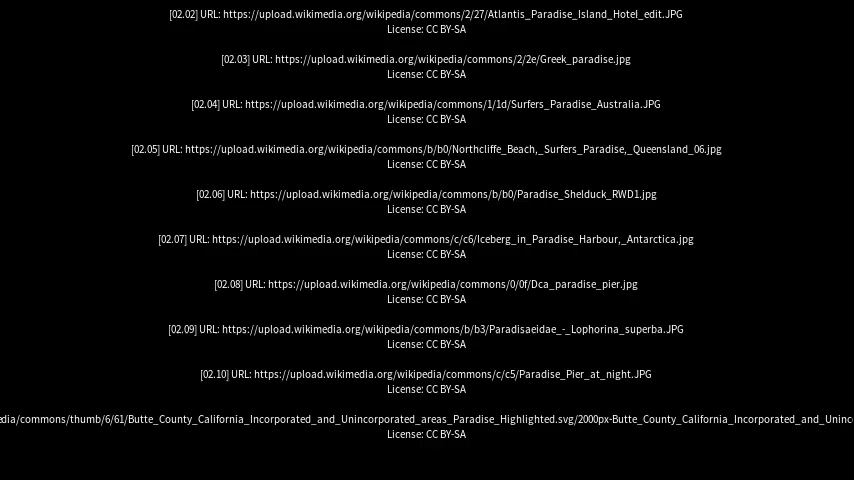 [02.02] URL: https://upload.wikimedia.org/wikipedia/commons/2/27/Atlantis_Paradise_Island_Hotel_edit.JPG
License: CC BY-SA
[02.03] URL: https://upload.wikimedia.org/wikipedia/commons/2/2e/Greek_paradise.jpg
License: CC BY-SA
[02.04] URL: https://upload.wikimedia.org/wikipedia/commons/1/1d/Surfers_Paradise_Australia.JPG
License: CC BY-SA
[02.05] URL: https://upload.wikimedia.org/wikipedia/commons/b/b0/Northcliffe_Beach,_Surfers_Paradise,_Queensland_06.jpg
License: CC BY-SA
[02.06] URL: https://upload.wikimedia.org/wikipedia/commons/b/b0/Paradise_Shelduck_RWD1.jpg
License: CC BY-SA
[02.07] URL: https://upload.wikimedia.org/wikipedia/commons/c/c6/Iceberg_in_Paradise_Harbour,_Antarctica.jpg
License: CC BY-SA
[02.08] URL: https://upload.wikimedia.org/wikipedia/commons/0/0f/Dca_paradise_pier.jpg
License: CC BY-SA
[02.09] URL: https://upload.wikimedia.org/wikipedia/commons/b/b3/Paradisaeidae_-_Lophorina_superba.JPG
License: CC BY-SA
[02.10] URL: https://upload.wikimedia.org/wikipedia/commons/c/c5/Paradise_Pier_at_night.JPG
License: CC BY-SA
edia/commons/thumb/6/61/Butte_County_California_Incorporated_and_Unincorporated_areas_Paradise_Highlighted.svg/2000px-Butte_County_California_Incorporated_and_Uninc
License: CC BY-SA